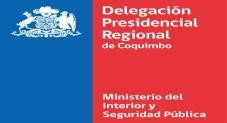 Delegación
Presidencial
Regional
de Coquimbo
Ministerio del
Interior y
Seguridad Pública